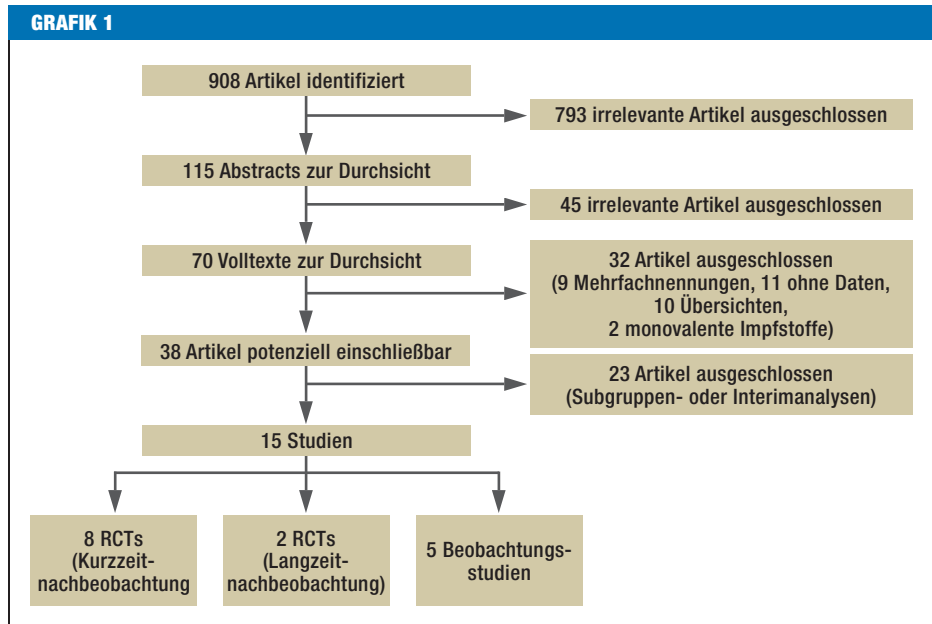 GRAFIK 1
908 Artikel identifiziert
793 irrelevante Artikel ausgeschlossen
115 Abstracts zur Durchsicht
45 irrelevante Artikel ausgeschlossen
70 Volltexte zur Durchsicht
32 Artikel ausgeschlossen
(9 Mehrfachnennungen, 11 ohne Daten,
10 Übersichten,
2 monovalente Impfstoffe)
38 Artikel potenziell einschließbar
23 Artikel ausgeschlossen
(Subgruppen- oder Interimanalysen)
15 Studien
8 RCTs
(Kurzzeit-
nachbeobachtung
2 RCTs
(Langzeit-
nachbeobachtung)
5 Beobachtungs-
studien